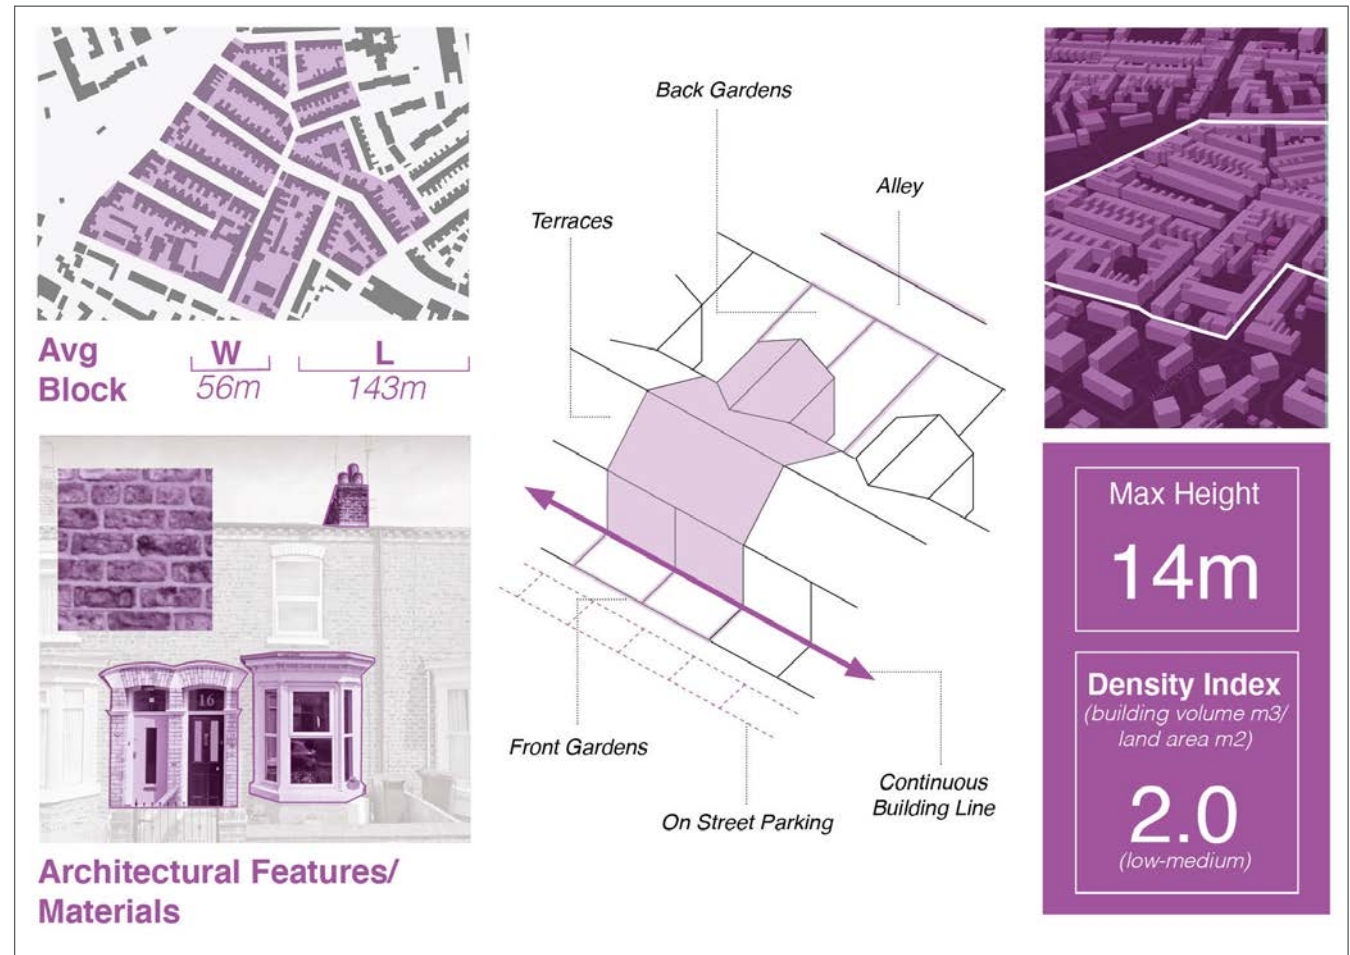 Back Gardens
Alley
Terraces
Avg
Block
W
56m
L
143m
16
Front Gardens
On Street Parking
Continuous
Building Line
Max Height
14m
Density Index
(building volume m3/
land area m2)
2.0
(low-medium)
Architectural Features/
Materials